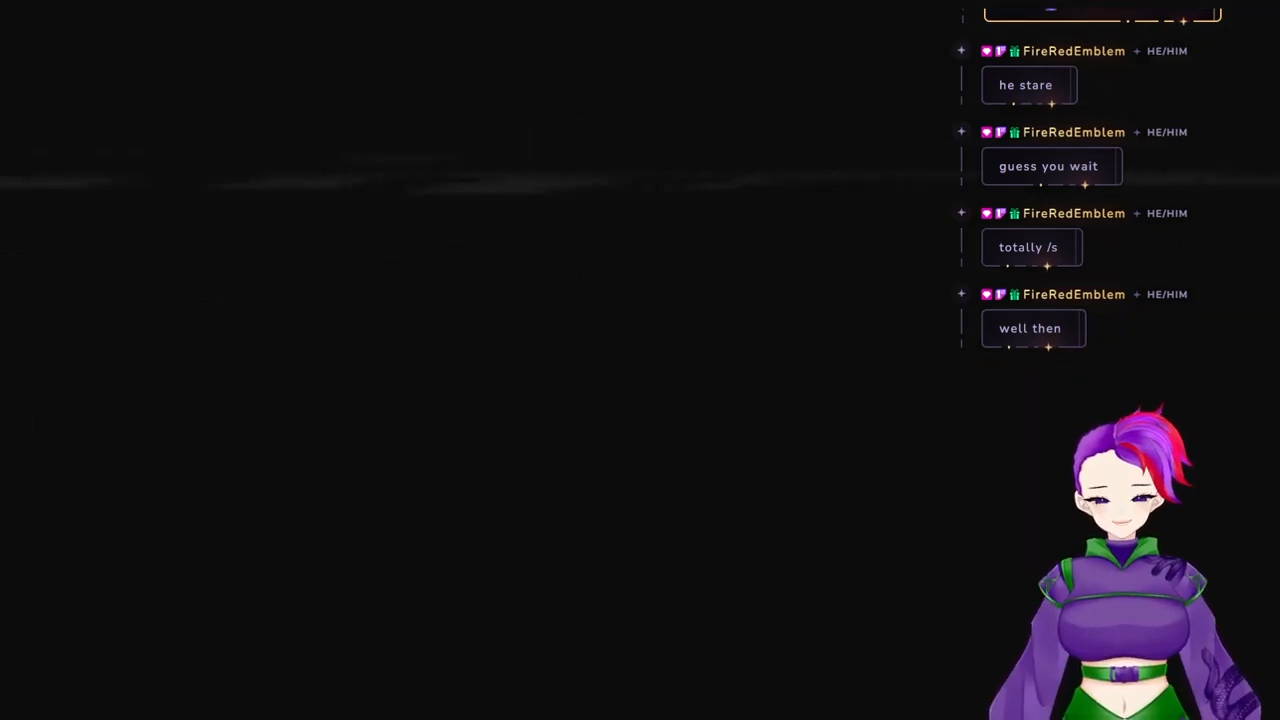 FireRedEmblem HE/HIM
he stare
FireRedEmblem HE/HIM
guess you wait
FireRedEmblem HE/HIM
totally /s
FireRedEmblem HE/HIM
well then